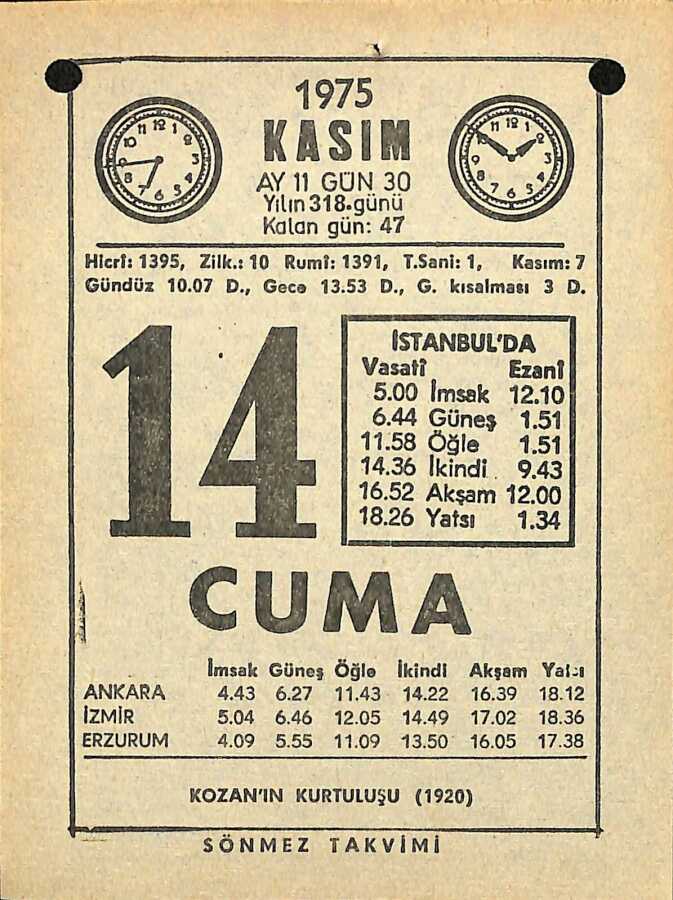 1975
KASIM
AY 11 GÜN 30
Yılın 318.günü
Kalan gün: 47
Hicrî: 1395, Zilk.: 10 Rumî: 1391, T.Sani: 1, Kasım: 7
Gündüz 10.07 D., Gece 13.53 D., G. kısalması 3 D.
14
İSTANBUL'DA
Vasatî Ezanî
5.00 İmsak 12.10
6.44 Güneş 1.51
11.58 Öğle 1.51
14.36 İkindi 9.43
16.52 Akşam 12.00
18.26 Yatsı 1.34
CUMA
İmsak Güneş Öğle İkindi Akşam Yatsı
ANKARA 4.43 6.27 11.43 14.22 16.39 18.12
İZMİR 5.04 6.46 12.05 14.49 17.02 18.36
ERZURUM 4.09 5.55 11.09 13.50 16.05 17.38
KOZAN'IN KURTULUŞU (1920)
SÖNMEZ TAKVİMİ